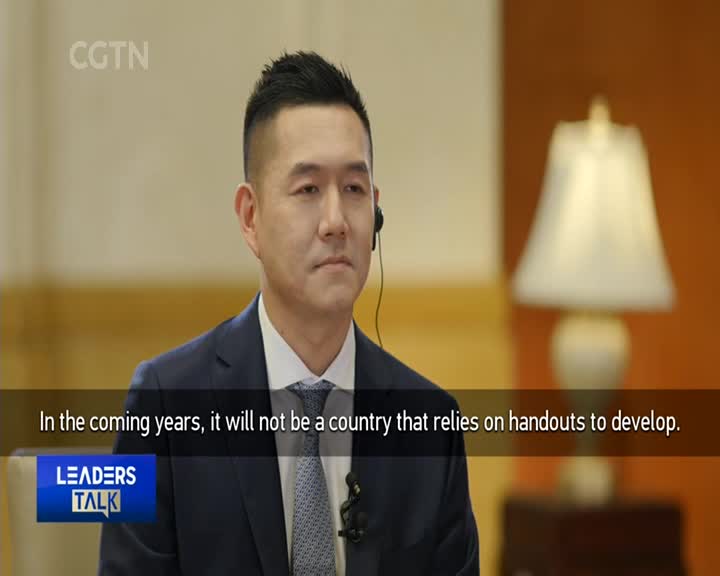 CGTN
In the coming years, it will not be a country that relies on handouts to develop.
LEADERS
TALK